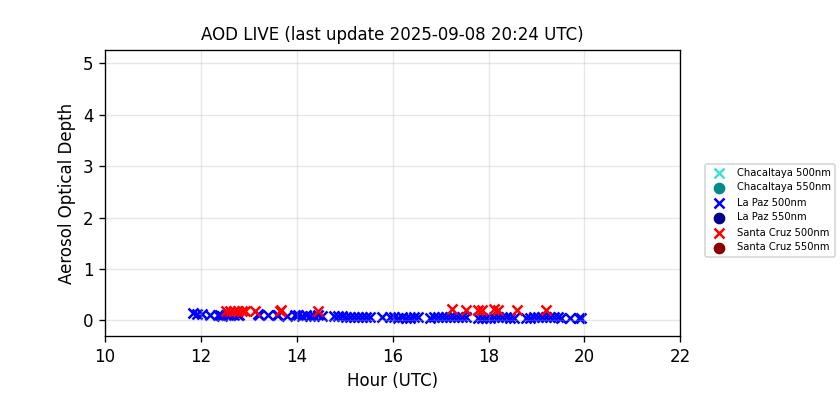 AOD LIVE (last update 2025-09-08 20:24 UTC)
Aerosol Optical Depth
5
4
3
2
1
0
10 12 14 16 18 20 22
Hour (UTC)
Chacaltaya 500nm
Chacaltaya 550nm
La Paz 500nm
La Paz 550nm
Santa Cruz 500nm
Santa Cruz 550nm